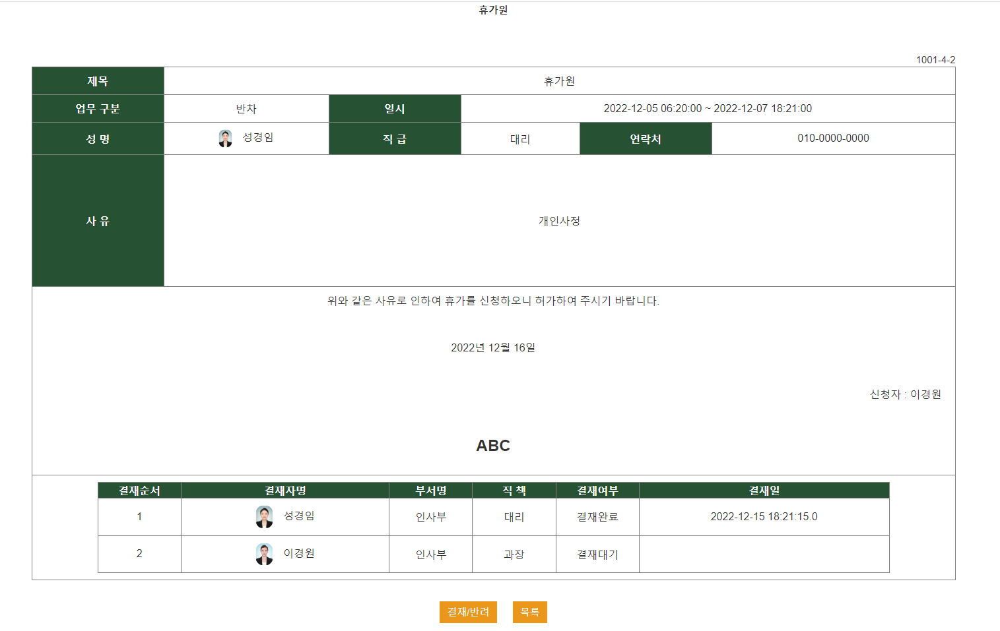 휴가원
1001-4-2
제목 휴가원
업무 구분 반차 일시 2022-12-05 06:20:00 ~ 2022-12-07 18:21:00
성 명 성경임 직 급 대리 연락처 010-0000-0000
사 유 개인사정
위와 같은 사유로 인하여 휴가를 신청하오니 허가하여 주시기 바랍니다.
2022년 12월 16일
신청자 : 이경원
ABC
결재순서 결재자명 부서명 직 책 결재여부 결재일
1 성경임 인사부 대리 결재완료 2022-12-15 18:21:15.0
2 이경원 인사부 과장 결재대기
결재/반려 목록